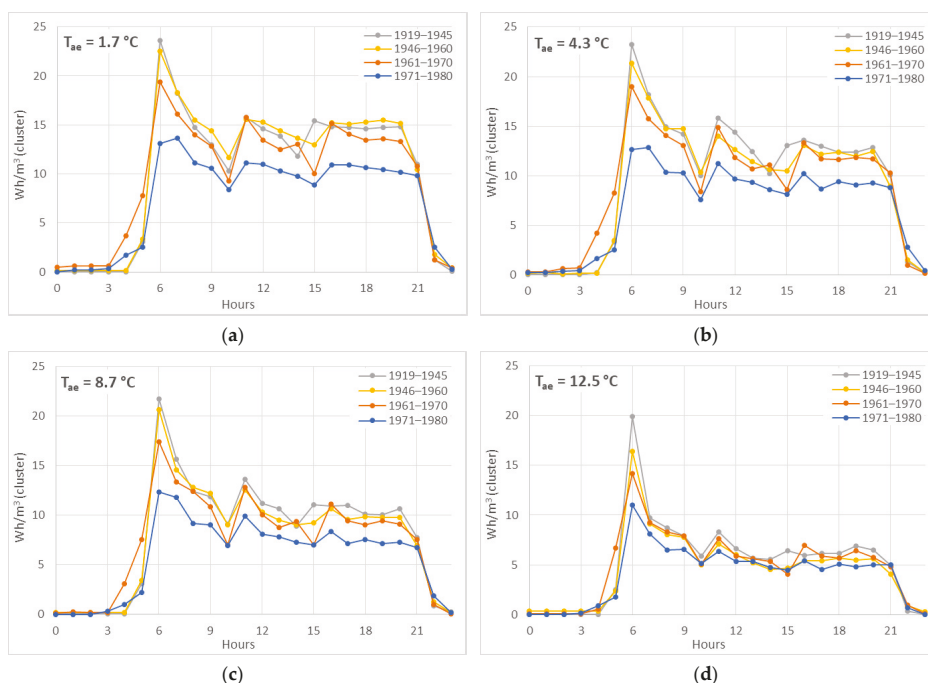 T_ae = 1.7 °C
1919–1945
1946–1960
1961–1970
1971–1980
Wh/m³ (cluster)
25
20
15
10
5
0
0 3 6 9 12 15 18 21
Hours
(a)
T_ae = 4.3 °C
1919–1945
1946–1960
1961–1970
1971–1980
Wh/m³ (cluster)
25
20
15
10
5
0
0 3 6 9 12 15 18 21
Hours
(b)
T_ae = 8.7 °C
1919–1945
1946–1960
1961–1970
1971–1980
Wh/m³ (cluster)
25
20
15
10
5
0
0 3 6 9 12 15 18 21
Hours
(c)
T_ae = 12.5 °C
1919–1945
1946–1960
1961–1970
1971–1980
Wh/m³ (cluster)
25
20
15
10
5
0
0 3 6 9 12 15 18 21
Hours
(d)